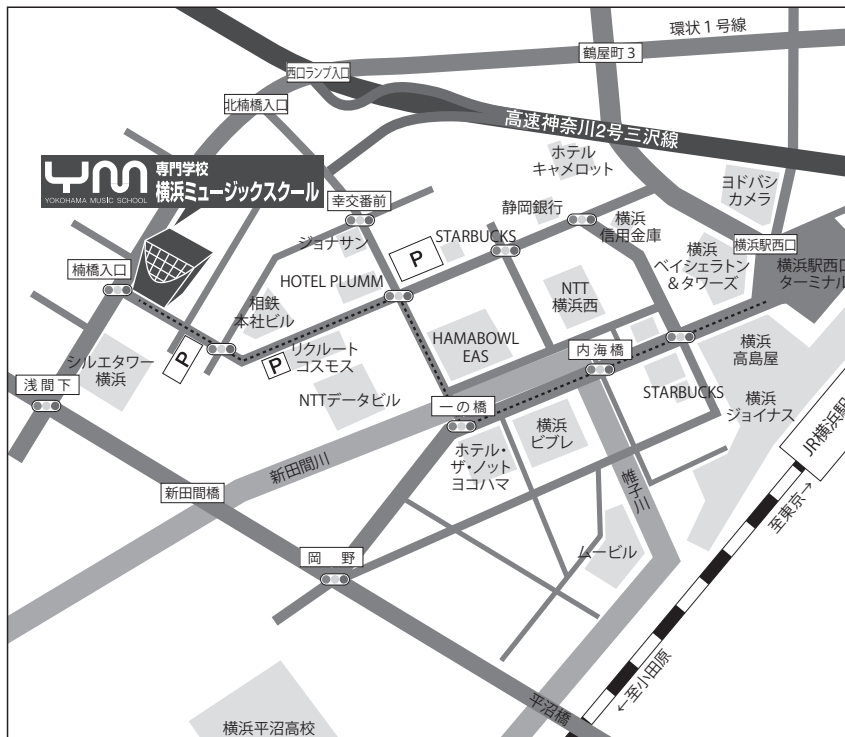 環状1号線
鶴屋町3
西口ランプ入口
北楠橋入口
高速神奈川2号三沢線
専門学校
横浜ミュージックスクール
YM
YOKOHAMA MUSIC SCHOOL
ホテル
キャメロット
ヨドバシ
カメラ
幸交番前
静岡銀行
ジョナサン
STARBUCKS
横浜
信用金庫
横浜駅西口
P
楠橋入口
HOTEL PLUMM
NTT
横浜西
横浜
ベイシェラトン
&タワーズ
横浜駅西口
ターミナル
相鉄
本社ビル
HAMABOWL
EAS
内海橋
横浜
高島屋
P
P
リクルート
コスモス
シルエタワー
横浜
STARBUCKS
浅間下
NTTデータビル
一の橋
横浜
ビブレ
横浜
ジョイナス
JR横浜駅
ホテル・
ザ・ノット
ヨコハマ
新田間川
新田間橋
帷子川
至東京→
岡野
ムービル
←至小田原
平沼橋
横浜平沼高校